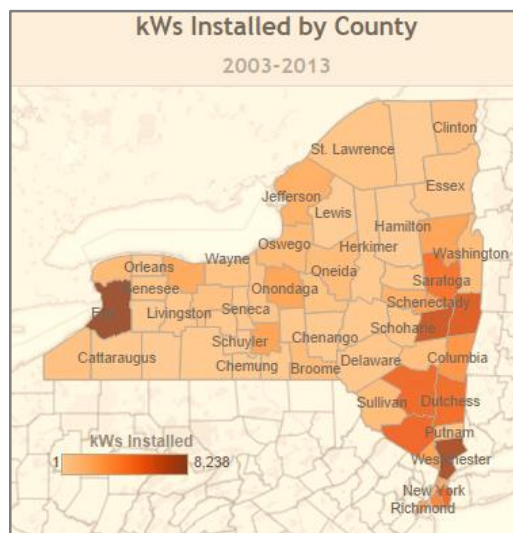 kWs Installed by County
2003-2013
Clinton
St. Lawrence
Essex
Jefferson
Lewis
Hamilton
Oswego
Herkimer
Washington
Orleans
Wayne
Oneida
Saratoga
Genesee
Onondaga
Schenectady
Livingston
Seneca
Schoharie
Schuyler
Chenango
Cattaraugus
Chemung
Broome
Delaware
Columbia
Sullivan
Dutchess
kWs Installed
Putnam
1
8,238
Westchester
New York
Richmond